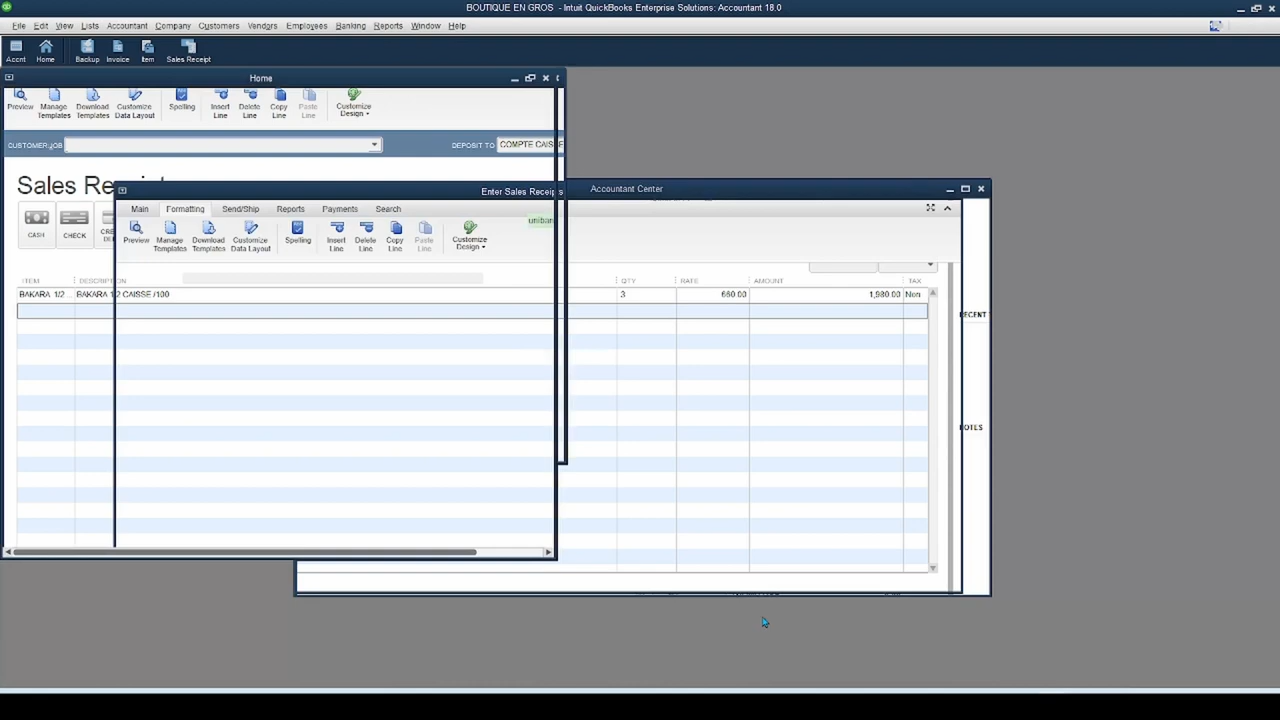 BOUTIQUE EN GROS - Intuit QuickBooks Enterprise Solutions: Accountant 18.0
File Edit View Lists Accountant Company Customers Vendors Employees Banking Reports Window Help
Accnt Home Backup Invoice Item Sales Receipt
Home
Preview Manage Templates Download Templates Customize Data Layout Spelling Insert Line Delete Line Copy Line Paste Line Customize Design
CUSTOMER:JOB DEPOSIT TO COMPTE CAISSE
Sales Re
Enter Sales Receipts Accountant Center
CASH CHECK
Main Formatting Send/Ship Reports Payments Search
Preview Manage Templates Download Templates Customize Data Layout Spelling Insert Line Delete Line Copy Line Paste Line Customize Design
ITEM DESCRIPTION QTY RATE AMOUNT TAX
BAKARA 1/2... BAKARA 1/2 CAISSE /100 3 660.00 1,980.00 Non